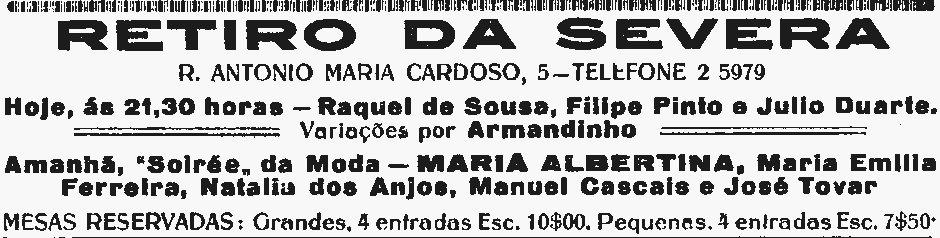 RETIRO DA SEVERA
R. ANTONIO MARIA CARDOSO, 5—TELEFONE 2 5979
Hoje, ás 21,30 horas — Raquel de Sousa, Filipe Pinto e Julio Duarte.
Variações por Armandinho
Amanhã, "Soirée„ da Moda — MARIA ALBERTINA, Maria Emilia
Ferreira, Natalia dos Anjos, Manuel Cascais e José Tovar
MESAS RESERVADAS: Grandes, 4 entradas Esc. 10$00. Pequenas, 4 entradas Esc. 7$50